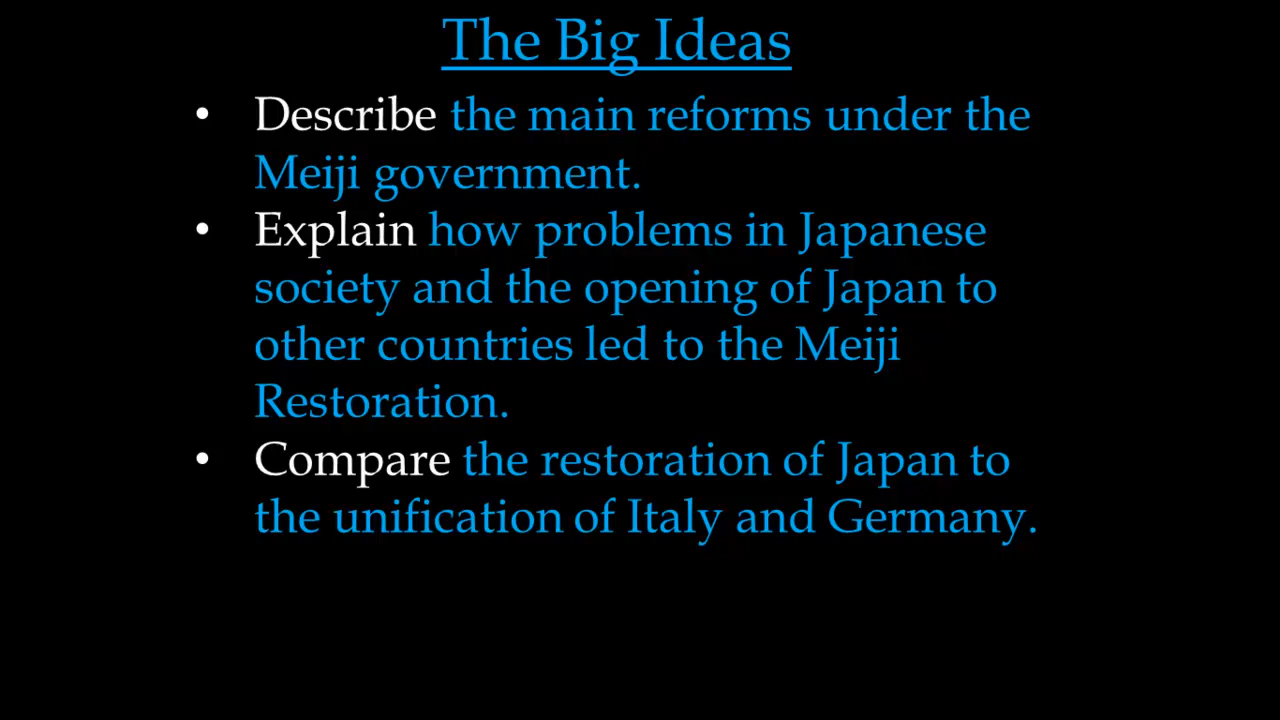 The Big Ideas
• Describe the main reforms under the
Meiji government.
• Explain how problems in Japanese
society and the opening of Japan to
other countries led to the Meiji
Restoration.
• Compare the restoration of Japan to
the unification of Italy and Germany.